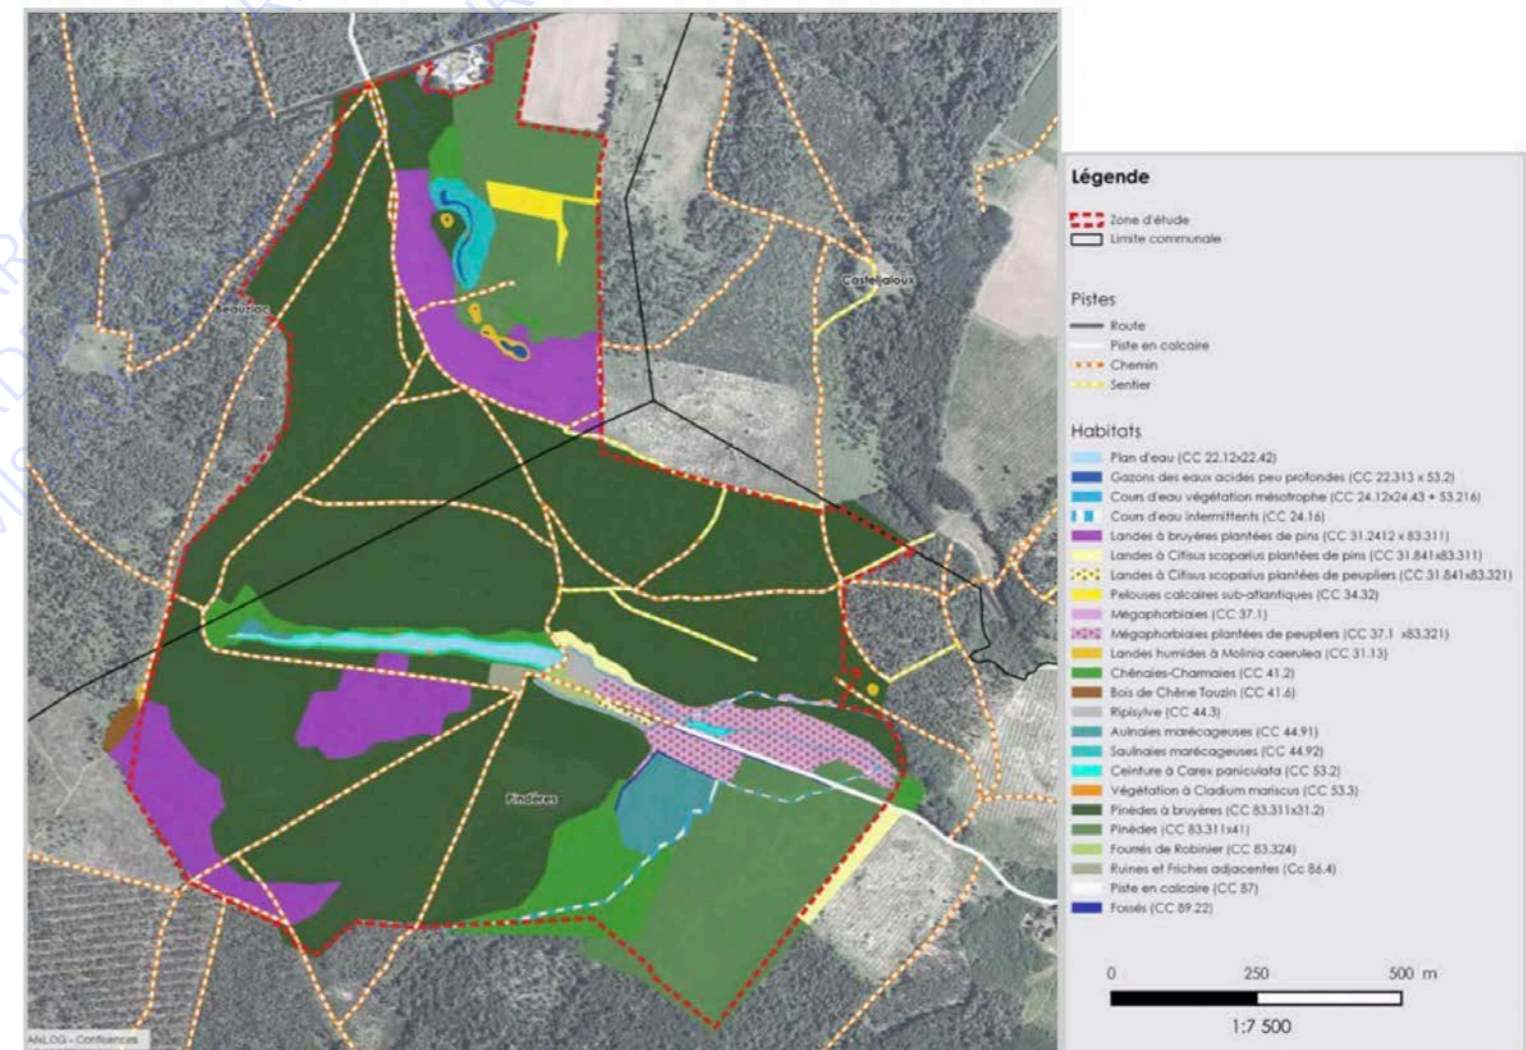 Beauziac
Casteljaloux
Pindères
ANLOG - Confluences
Légende
Zone d'étude
Limite communale
Pistes
Route
Piste en calcaire
Chemin
Sentier
Habitats
Plan d'eau (CC 22.12x22.42)
Gazons des eaux acides peu profondes (CC 22.313 x 53.2)
Cours d'eau végétation mésotrophe (CC 24.12x24.43 + 53.216)
Cours d'eau intermittents (CC 24.16)
Landes à bruyères plantées de pins (CC 31.2412 x 83.311)
Landes à Citisus scoparius plantées de pins (CC 31.841x83.311)
Landes à Citisus scoparius plantées de peupliers (CC 31.841x83.321)
Pelouses calcaires sub-atlantiques (CC 34.32)
Mégaphorbiaies (CC 37.1)
Mégaphorbiaies plantées de peupliers (CC 37.1 x83.321)
Landes humides à Molinia caerulea (CC 31.13)
Chênaies-Charmaies (CC 41.2)
Bois de Chêne Tauzin (CC 41.6)
Ripisylve (CC 44.3)
Aulnaies marécageuses (CC 44.91)
Saulnaies marécageuses (CC 44.92)
Ceinture à Carex paniculata (CC 53.2)
Végétation à Cladium mariscus (CC 53.3)
Pinèdes à bruyères (CC 83.311x31.2)
Pinèdes (CC 83.311x41)
Fourrés de Robinier (CC 83.324)
Ruines et Friches adjacentes (Cc 86.4)
Piste en calcaire (CC 87)
Fossés (CC 89.22)
0 250 500 m
1:7 500